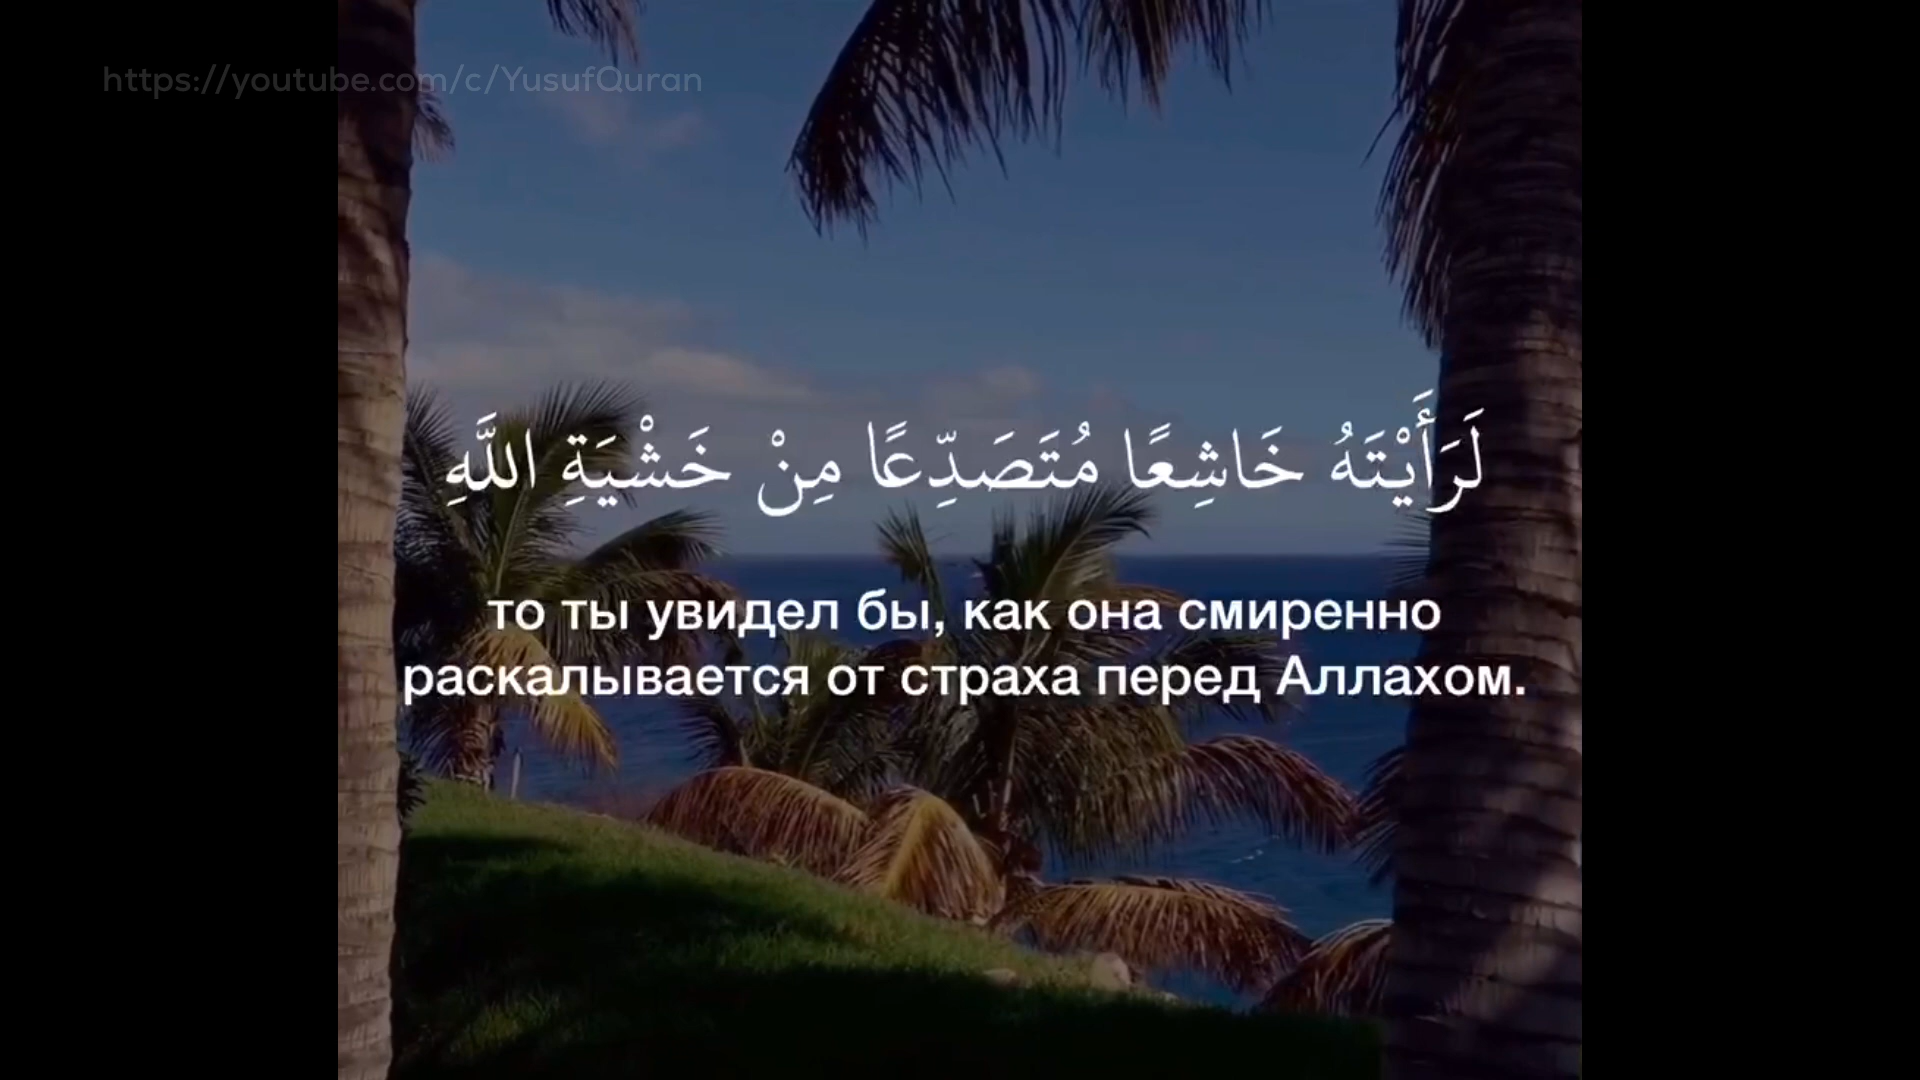 https://youtube.com/c/YusufQuran
لَرَأَيْتَهُ خَاشِعًا مُتَصَدِّعًا مِنْ خَشْيَةِ اللَّهِ
то ты увидел бы, как она смиренно
раскалывается от страха перед Аллахом.